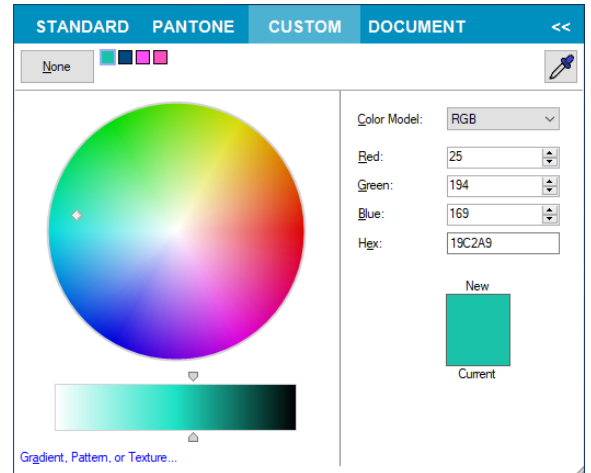 STANDARD PANTONE CUSTOM DOCUMENT <<
None
Color Model: RGB
Red: 25
Green: 194
Blue: 169
Hex: 19C2A9
New
Current
Gradient, Pattern, or Texture...